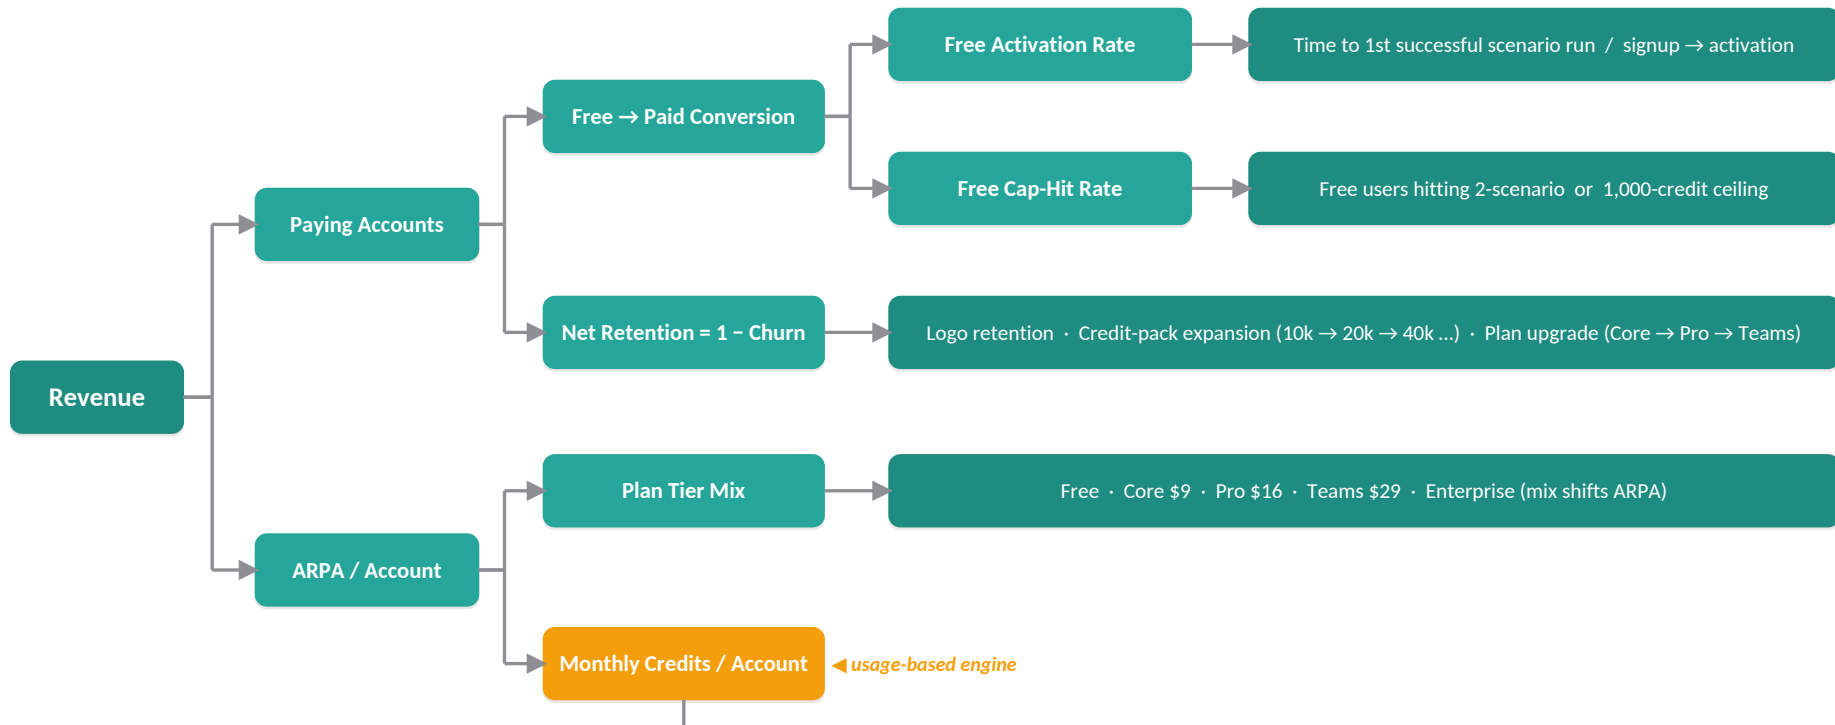 Free Activation Rate
Time to 1st successful scenario run / signup → activation
Free → Paid Conversion
Free Cap-Hit Rate
Free users hitting 2-scenario or 1,000-credit ceiling
Paying Accounts
Net Retention = 1 − Churn
Logo retention · Credit-pack expansion (10k → 20k → 40k ...) · Plan upgrade (Core → Pro → Teams)
Revenue
Plan Tier Mix
Free · Core $9 · Pro $16 · Teams $29 · Enterprise (mix shifts ARPA)
ARPA / Account
Monthly Credits / Account
◀ usage-based engine